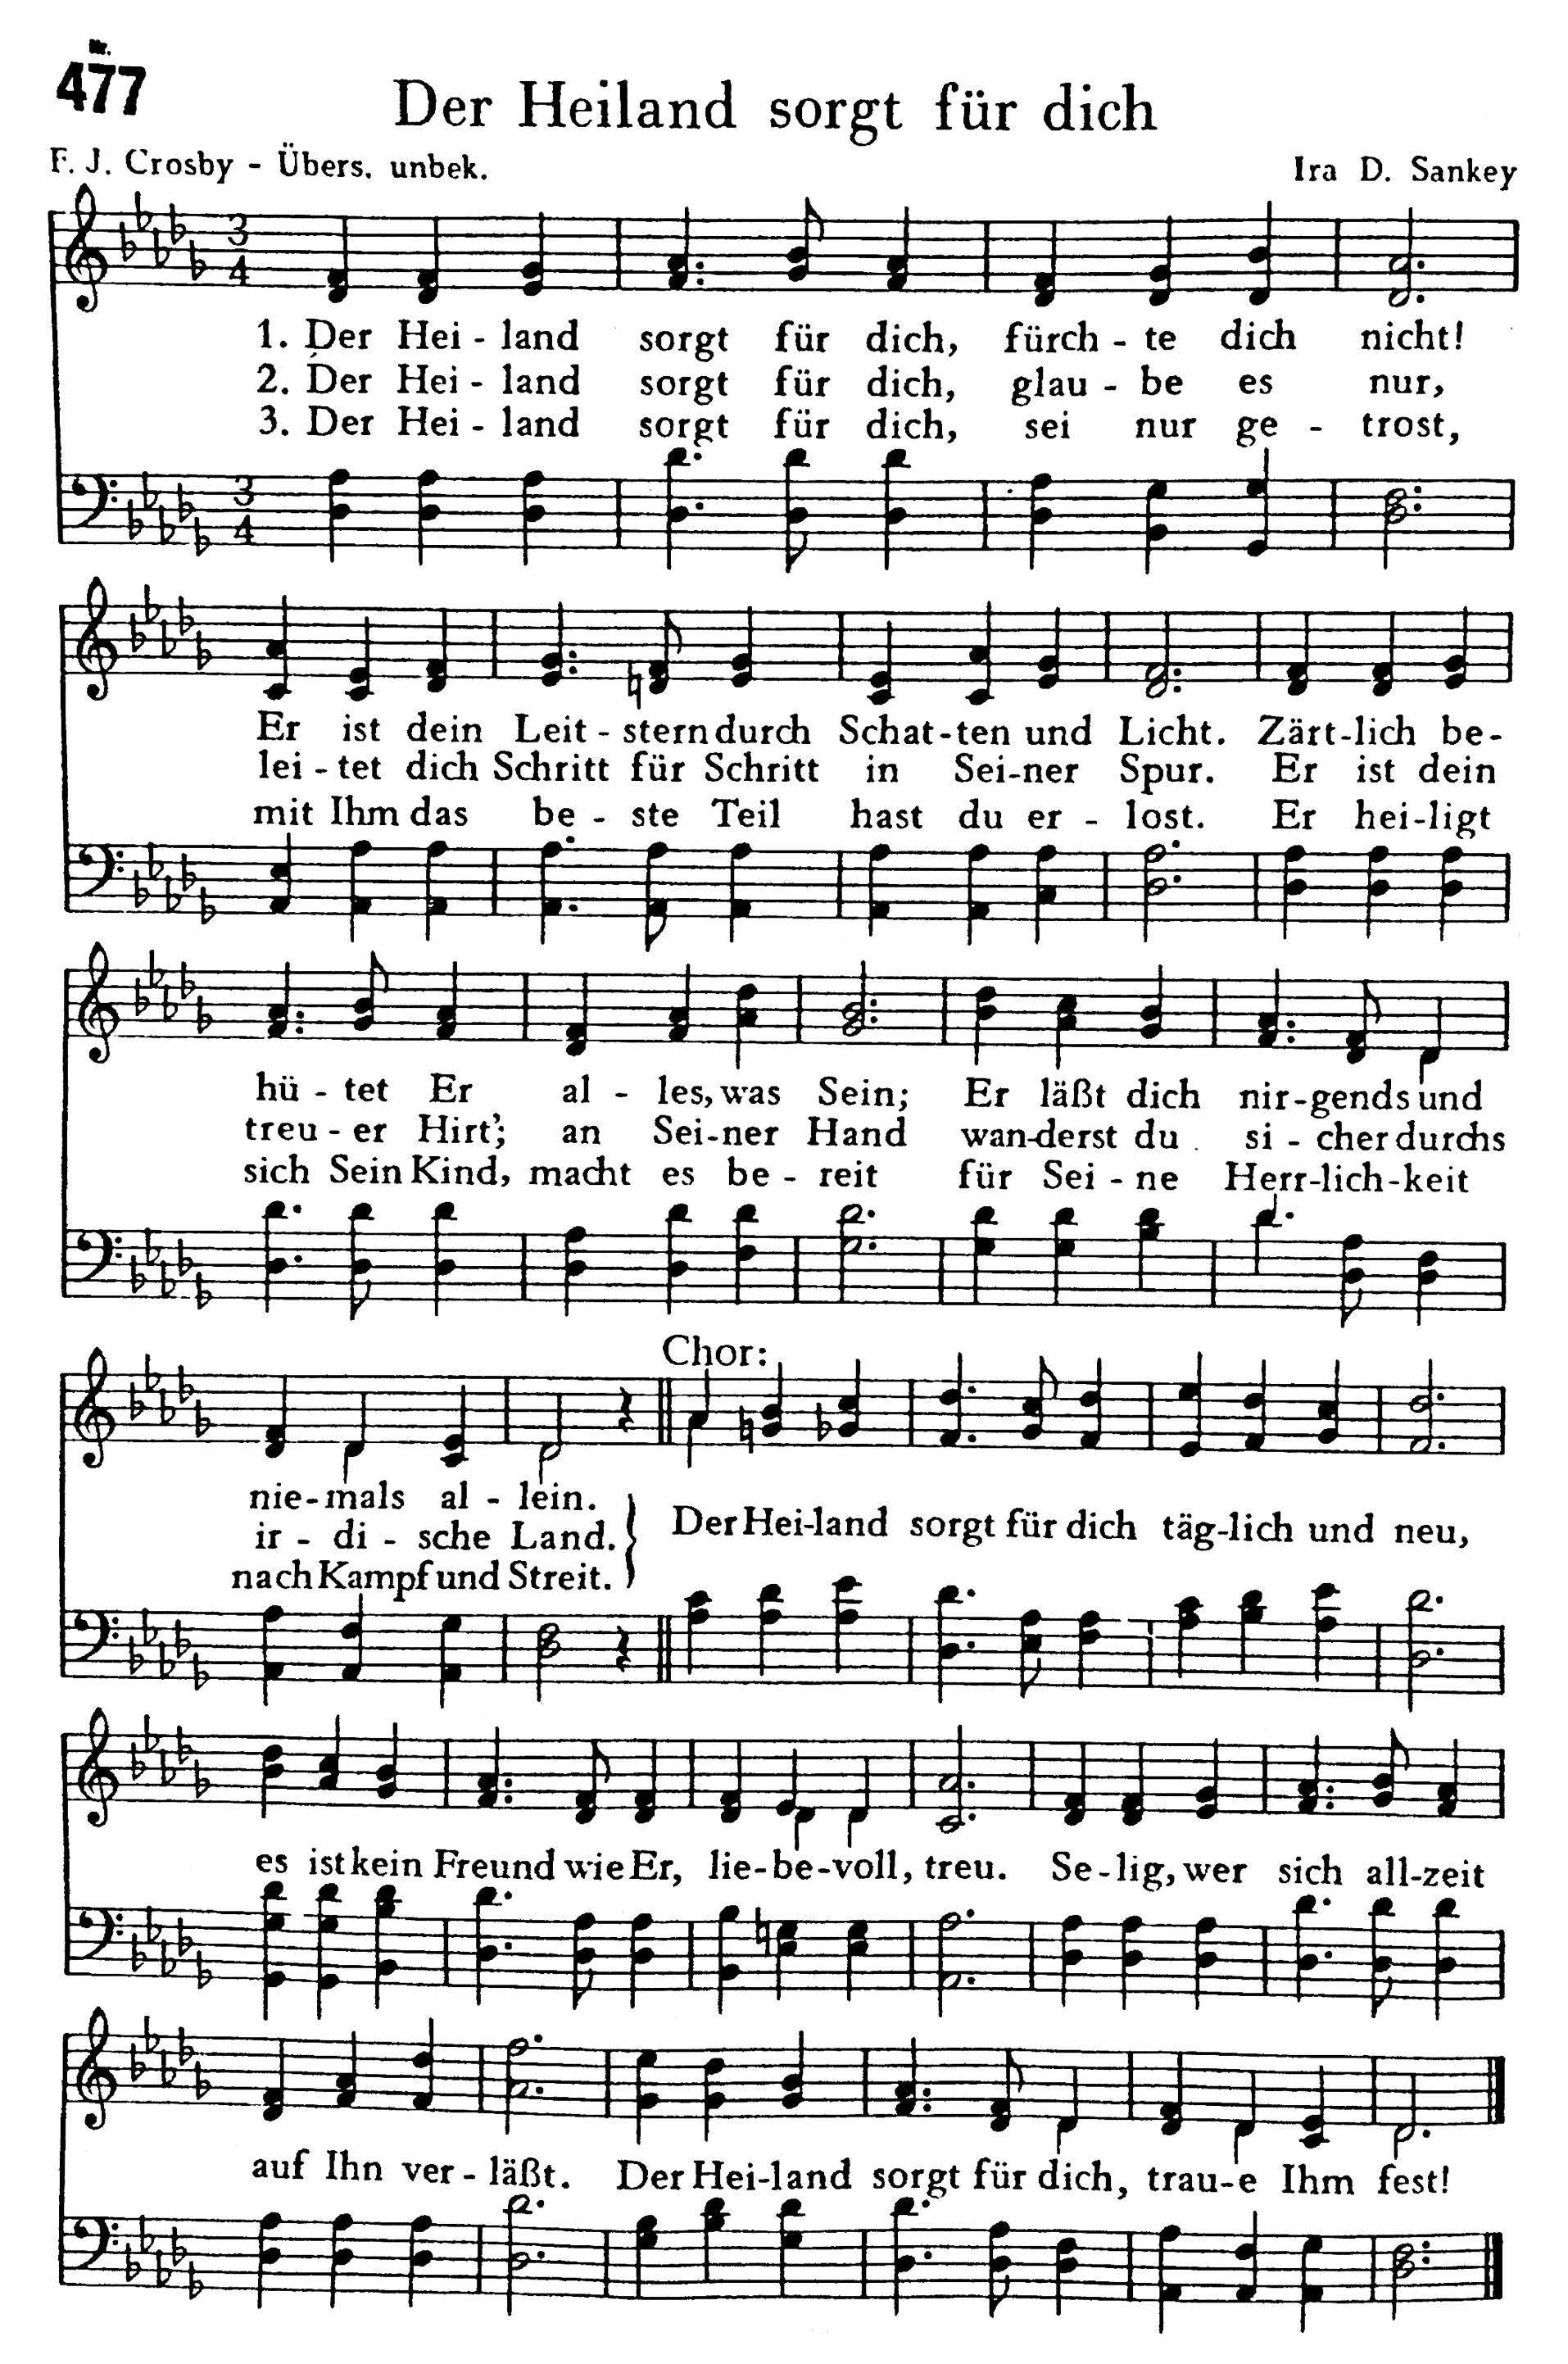 Nr.
477
Der Heiland sorgt für dich
F. J. Crosby - Übers. unbek.
Ira D. Sankey
1. Der Hei - land sorgt für dich, fürch - te dich nicht!
2. Der Hei - land sorgt für dich, glau - be es nur,
3. Der Hei - land sorgt für dich, sei nur ge - trost,
Er ist dein Leit - stern durch Schat - ten und Licht. Zärt - lich be -
lei - tet dich Schritt für Schritt in Sei - ner Spur. Er ist dein
mit Ihm das be - ste Teil hast du er - lost. Er hei - ligt
hü - tet Er al - les, was Sein; Er läßt dich nir - gends und
treu - er Hirt'; an Sei - ner Hand wan - derst du si - cher durchs
sich Sein Kind, macht es be - reit für Sei - ne Herr - lich - keit
Chor:
nie - mals al - lein.
ir - di - sche Land.
nach Kampf und Streit.
Der Hei - land sorgt für dich täg - lich und neu,
es ist kein Freund wie Er, lie - be - voll, treu. Se - lig, wer sich all - zeit
auf Ihn ver - läßt. Der Hei - land sorgt für dich, trau - e Ihm fest!